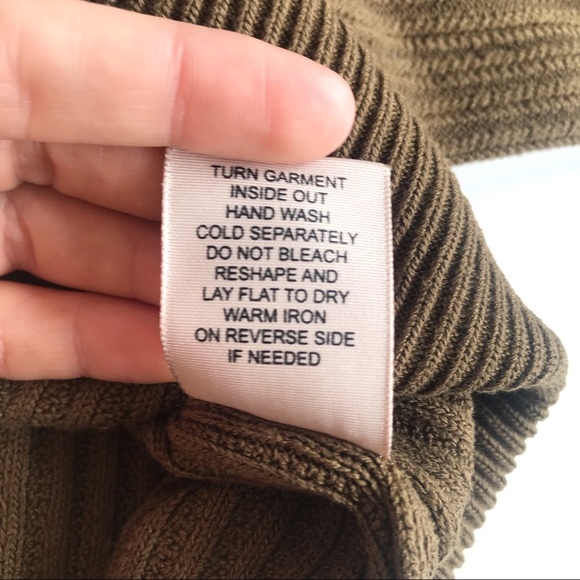 TURN GARMENT
INSIDE OUT
HAND WASH
COLD SEPARATELY
DO NOT BLEACH
RESHAPE AND
LAY FLAT TO DRY
WARM IRON
ON REVERSE SIDE
IF NEEDED